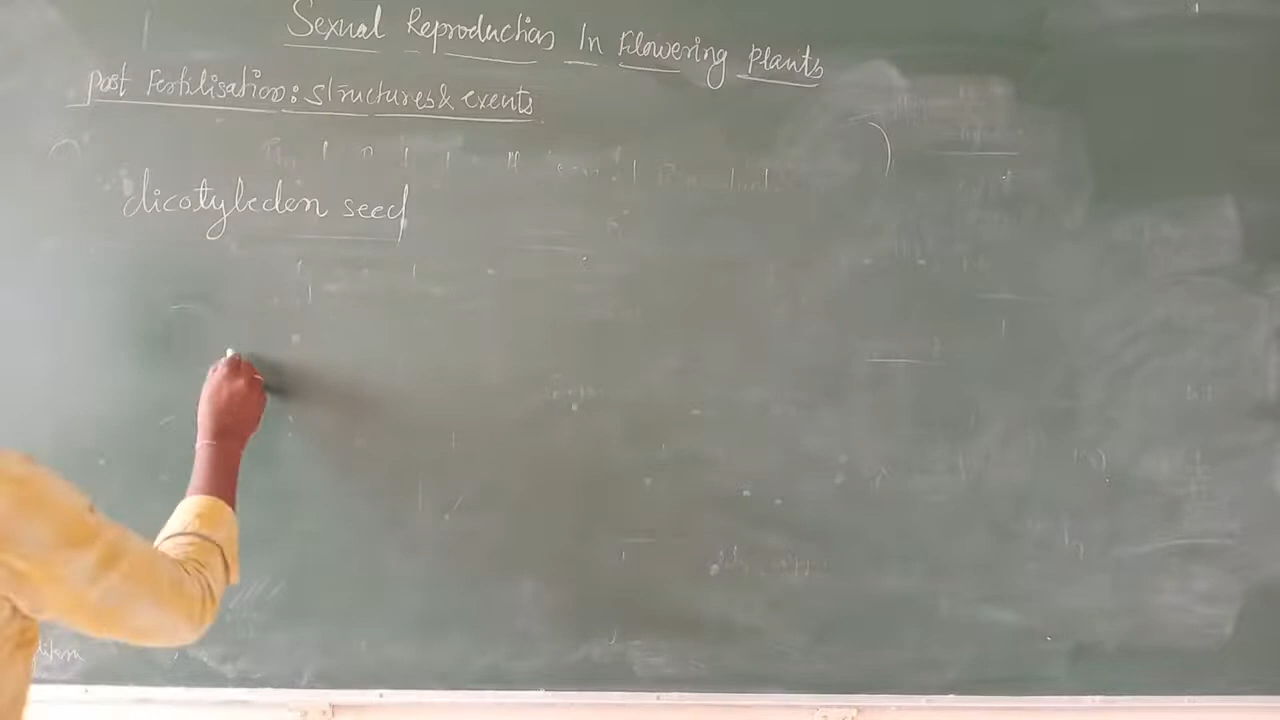 Sexual Reproduction In Flowering Plants
Post Fertilisation: structures & events
dicotyledon seed